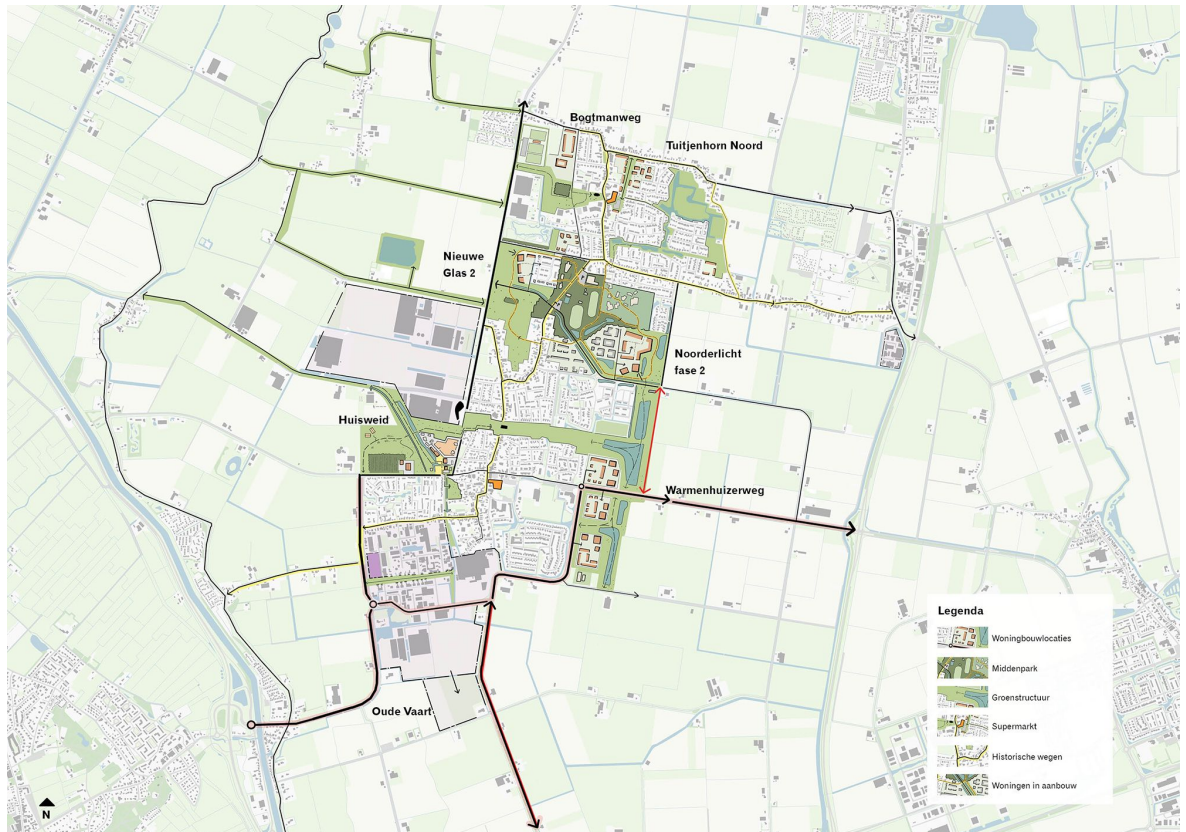 Bogtmanweg
Tuitjenhorn Noord
Nieuwe
Glas 2
Noorderlicht
fase 2
Huisweid
Warmenhuizerweg
Oude Vaart
Legenda
Woningbouwlocaties
Middenpark
Groenstructuur
Supermarkt
Historische wegen
Woningen in aanbouw
N